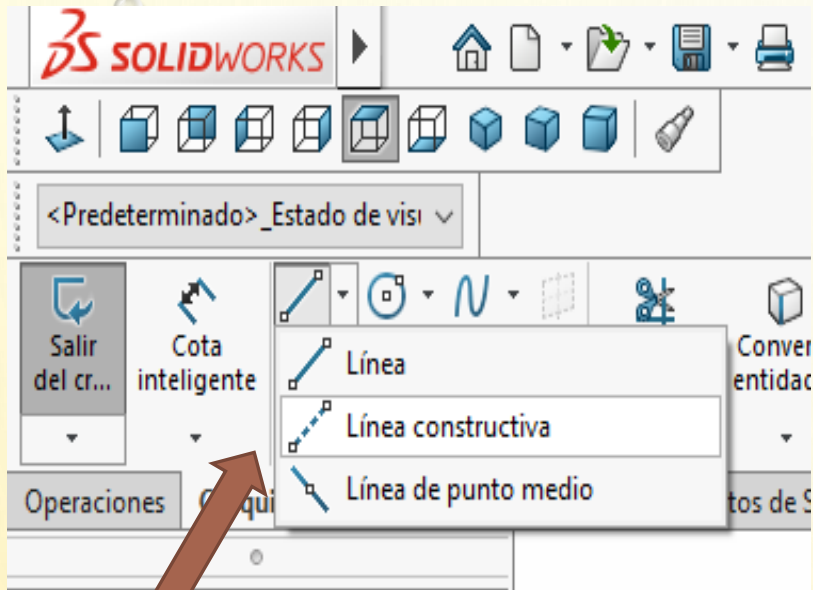 SOLIDWORKS
<Predeterminado>_Estado de visu
Salir
del cr...
Cota
inteligente
Línea
Línea constructiva
Línea de punto medio
Conver
entidad
Operaciones
tos de S